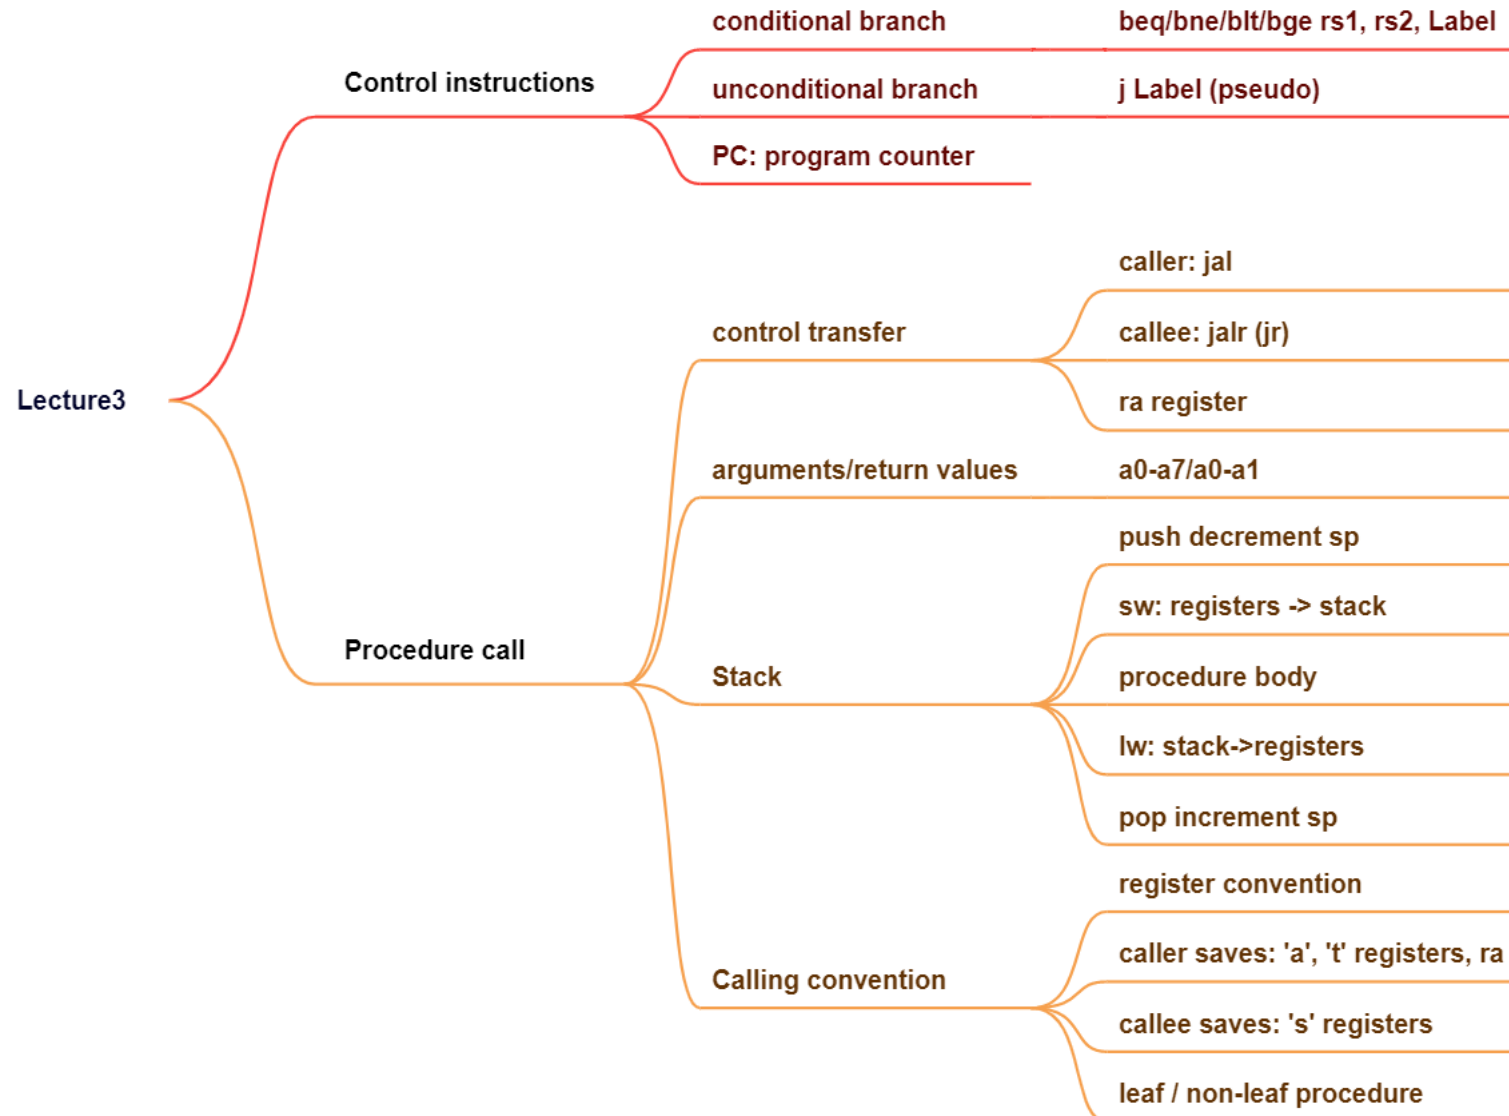 Lecture3
Control instructions
conditional branch
beq/bne/blt/bge rs1, rs2, Label
unconditional branch
j Label (pseudo)
PC: program counter
Procedure call
control transfer
caller: jal
callee: jalr (jr)
ra register
arguments/return values
a0-a7/a0-a1
Stack
push decrement sp
sw: registers -> stack
procedure body
lw: stack->registers
pop increment sp
Calling convention
register convention
caller saves: 'a', 't' registers, ra
callee saves: 's' registers
leaf / non-leaf procedure